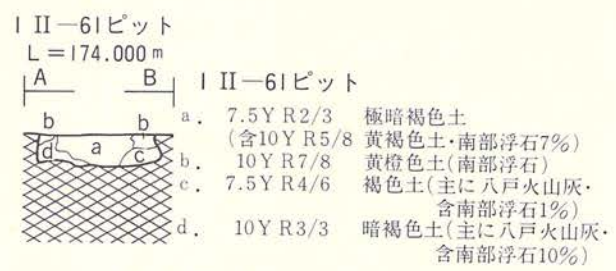 I II―6Iピット
L=I74.000m
A B
I II―6Iピット
b b
d a c
a. 7.5YR2/3 極暗褐色土
(含10YR5/8 黄褐色土・南部浮石7%)
b. 10YR7/8 黄橙色土(南部浮石)
c. 7.5YR4/6 褐色土(主に八戸火山灰・
含南部浮石1%)
d. 10YR3/3 暗褐色土(主に八戸火山灰・
含南部浮石10%)